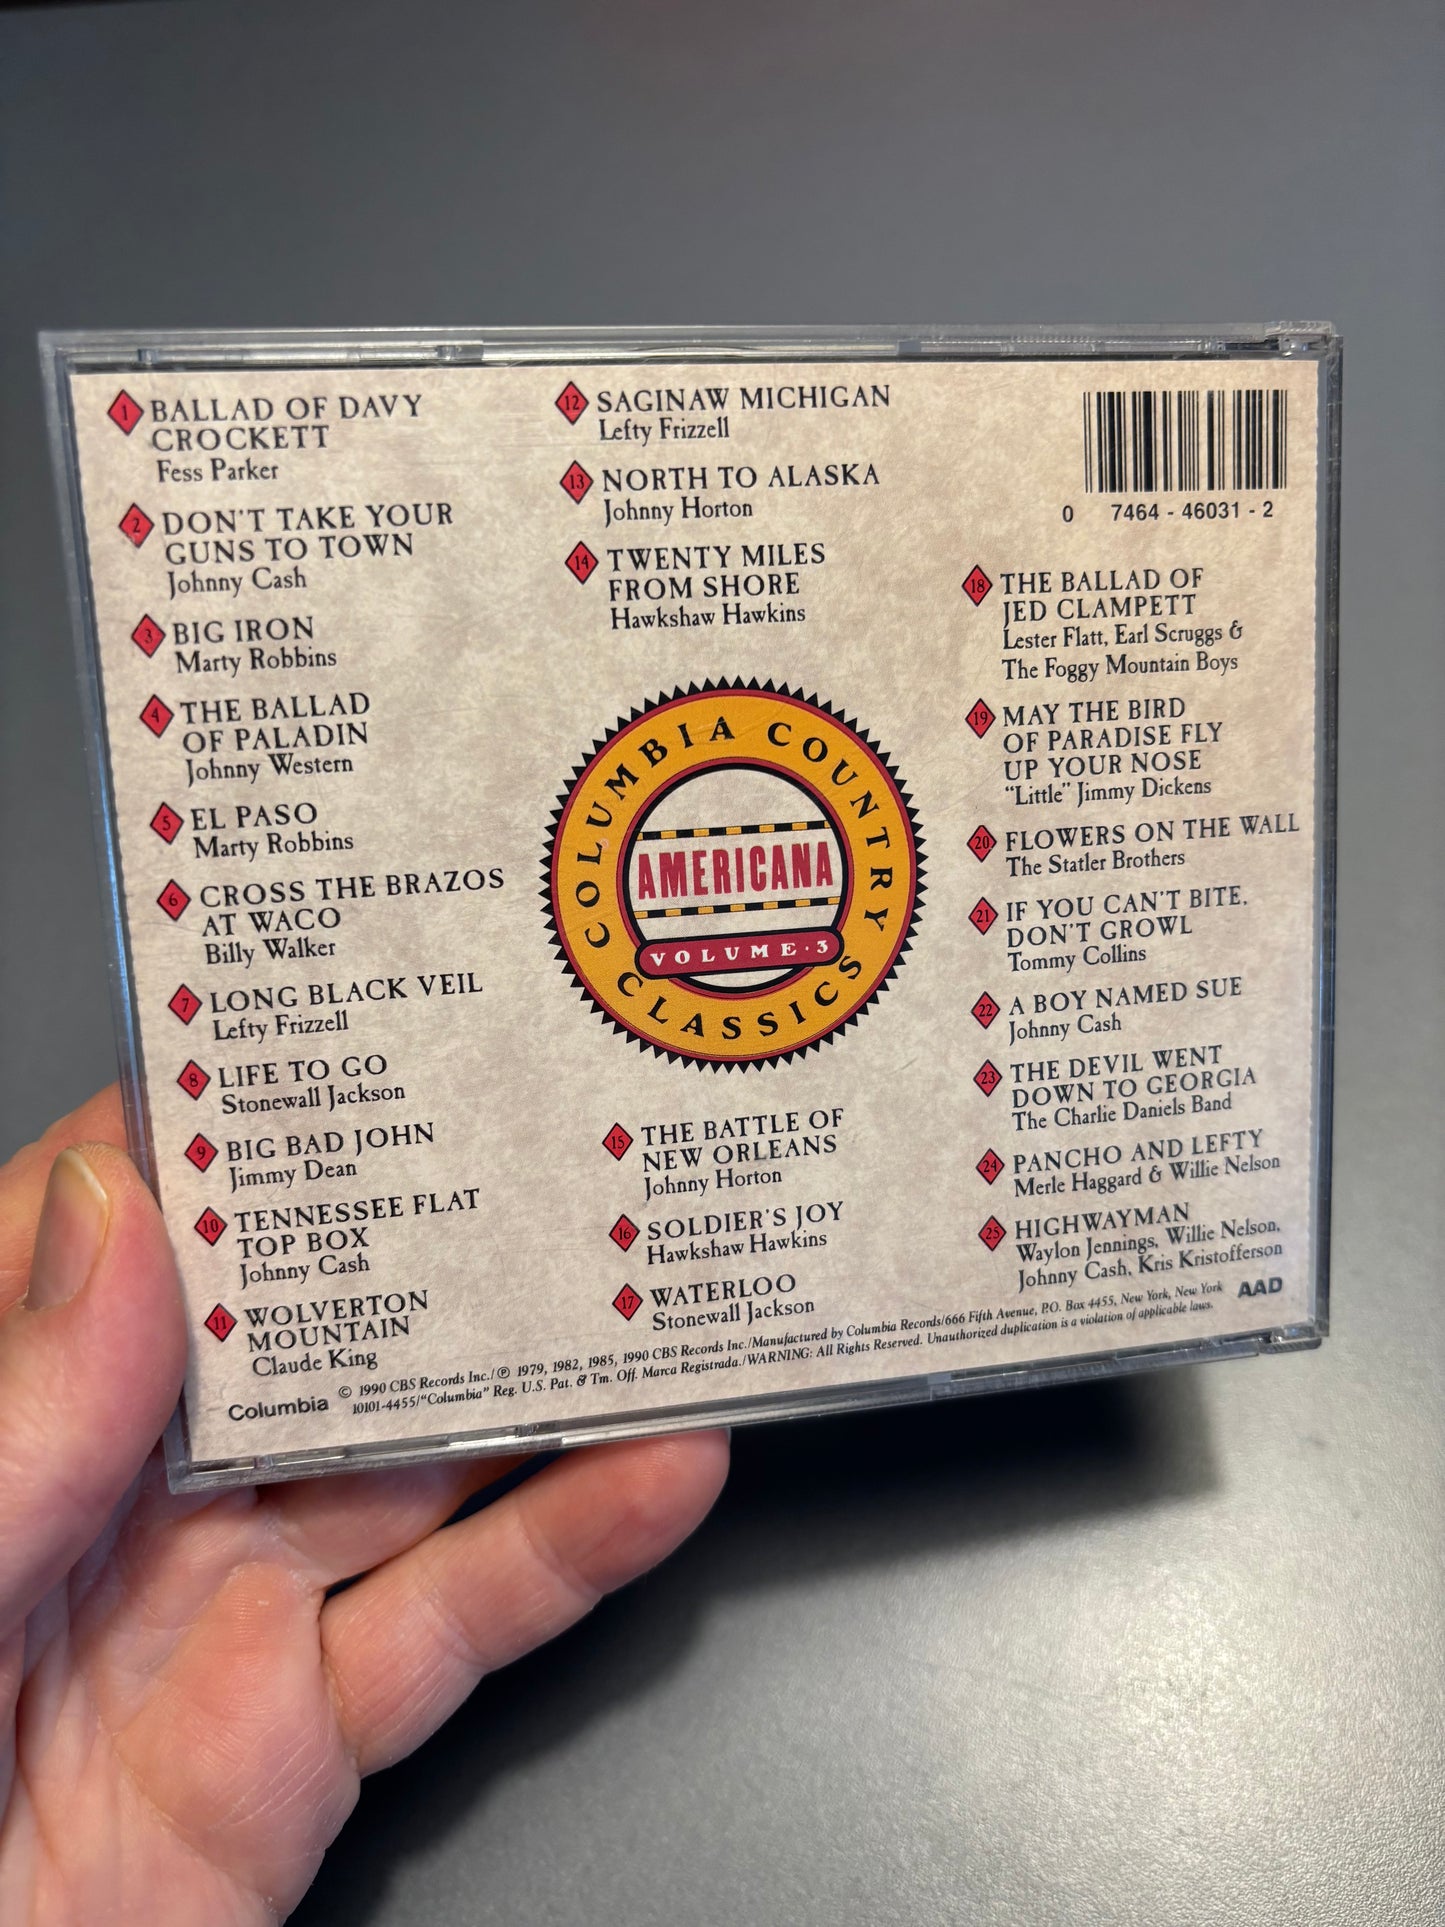 1 BALLAD OF DAVY
CROCKETT
Fess Parker
2 DON'T TAKE YOUR
GUNS TO TOWN
Johnny Cash
3 BIG IRON
Marty Robbins
4 THE BALLAD
OF PALADIN
Johnny Western
5 EL PASO
Marty Robbins
6 CROSS THE BRAZOS
AT WACO
Billy Walker
7 LONG BLACK VEIL
Lefty Frizzell
8 LIFE TO GO
Stonewall Jackson
9 BIG BAD JOHN
Jimmy Dean
10 TENNESSEE FLAT
TOP BOX
Johnny Cash
11 WOLVERTON
MOUNTAIN
Claude King
12 SAGINAW MICHIGAN
Lefty Frizzell
13 NORTH TO ALASKA
Johnny Horton
14 TWENTY MILES
FROM SHORE
Hawkshaw Hawkins
COLUMBIA COUNTRY
CLASSICS
AMERICANA
VOLUME · 3
15 THE BATTLE OF
NEW ORLEANS
Johnny Horton
16 SOLDIER'S JOY
Hawkshaw Hawkins
17 WATERLOO
Stonewall Jackson
0 7464 - 46031 - 2
18 THE BALLAD OF
JED CLAMPETT
Lester Flatt, Earl Scruggs &
The Foggy Mountain Boys
19 MAY THE BIRD
OF PARADISE FLY
UP YOUR NOSE
"Little" Jimmy Dickens
20 FLOWERS ON THE WALL
The Statler Brothers
21 IF YOU CAN'T BITE,
DON'T GROWL
Tommy Collins
22 A BOY NAMED SUE
Johnny Cash
23 THE DEVIL WENT
DOWN TO GEORGIA
The Charlie Daniels Band
24 PANCHO AND LEFTY
Merle Haggard & Willie Nelson
25 HIGHWAYMAN
Waylon Jennings, Willie Nelson,
Johnny Cash, Kris Kristofferson
AAD
Columbia
© 1990 CBS Records Inc./℗ 1979, 1982, 1985, 1990 CBS Records Inc./Manufactured by Columbia Records/666 Fifth Avenue, P.O. Box 4455, New York, New York
10101-4455/"Columbia" Reg. U.S. Pat. & Tm. Off. Marca Registrada./WARNING: All Rights Reserved. Unauthorized duplication is a violation of applicable laws.